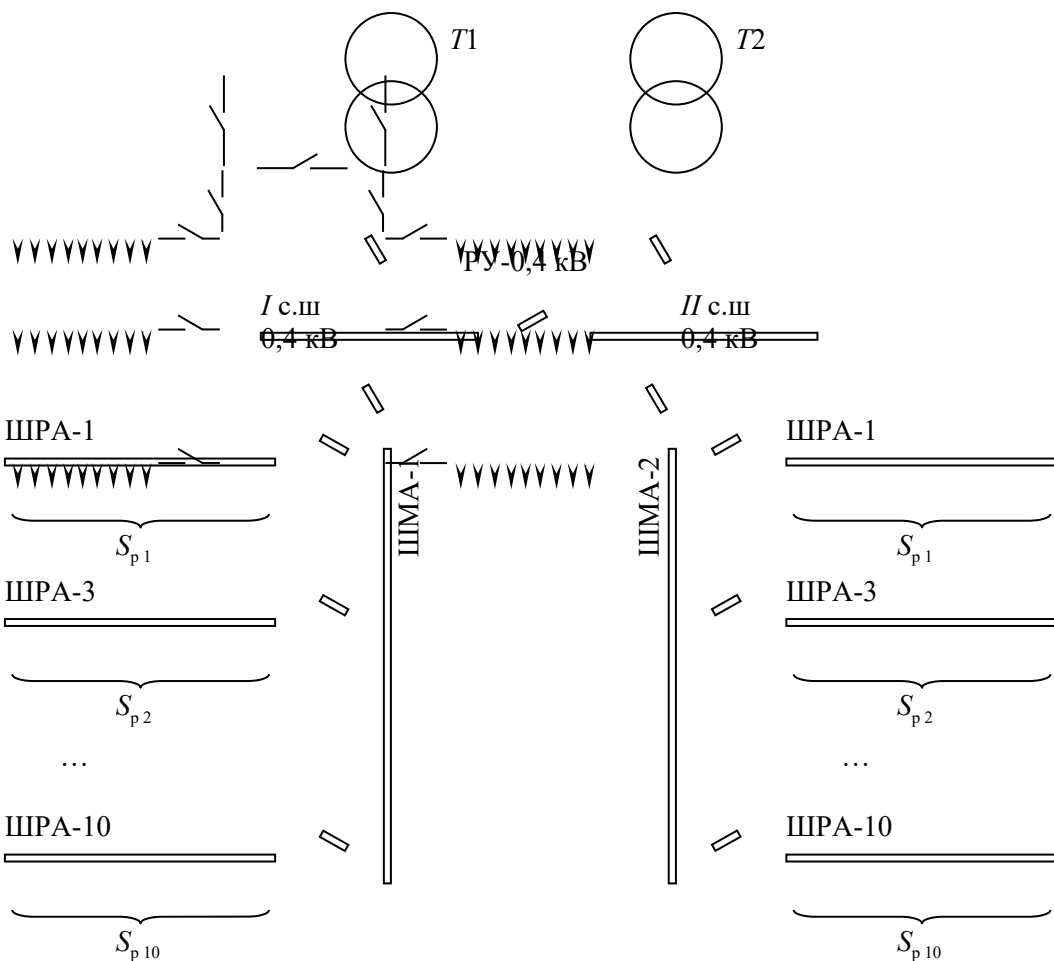 T1
T2
РУ-0,4 кВ
I с.ш
0,4 кВ
II с.ш
0,4 кВ
ШРА-1
ШРА-1
ШМА-1
ШМА-2
Sр 1
Sр 1
ШРА-3
ШРА-3
Sр 2
Sр 2
...
...
ШРА-10
ШРА-10
Sр 10
Sр 10